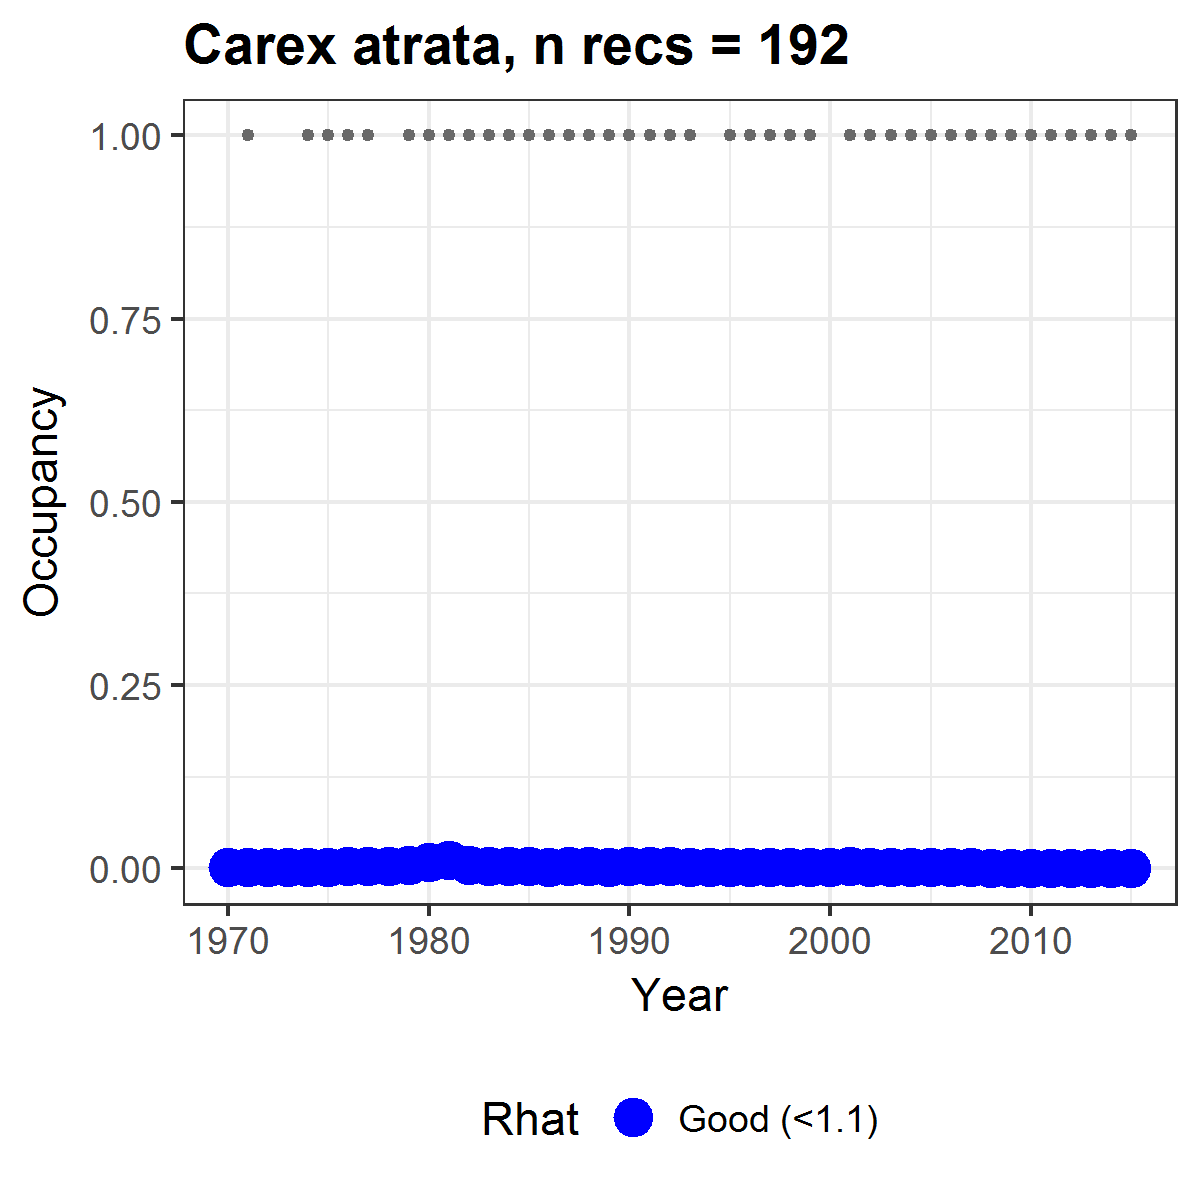 Carex atrata, n recs = 192
1.00
0.75
0.50
0.25
0.00
Occupancy
1970 1980 1990 2000 2010
Year
Rhat Good (<1.1)